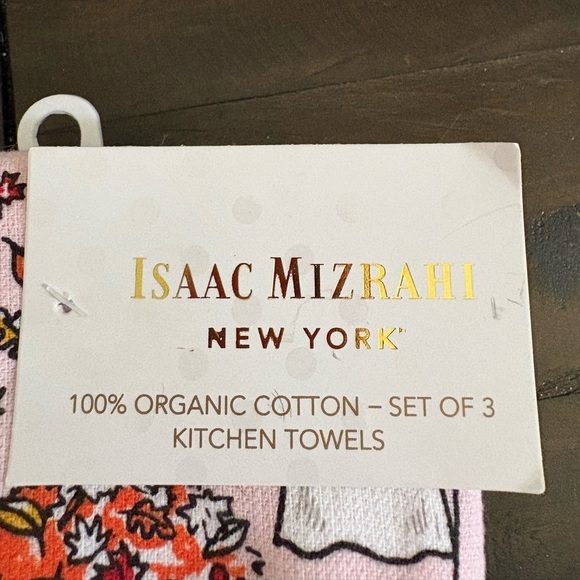 ISAAC MIZRAHI
NEW YORK
100% ORGANIC COTTON – SET OF 3
KITCHEN TOWELS